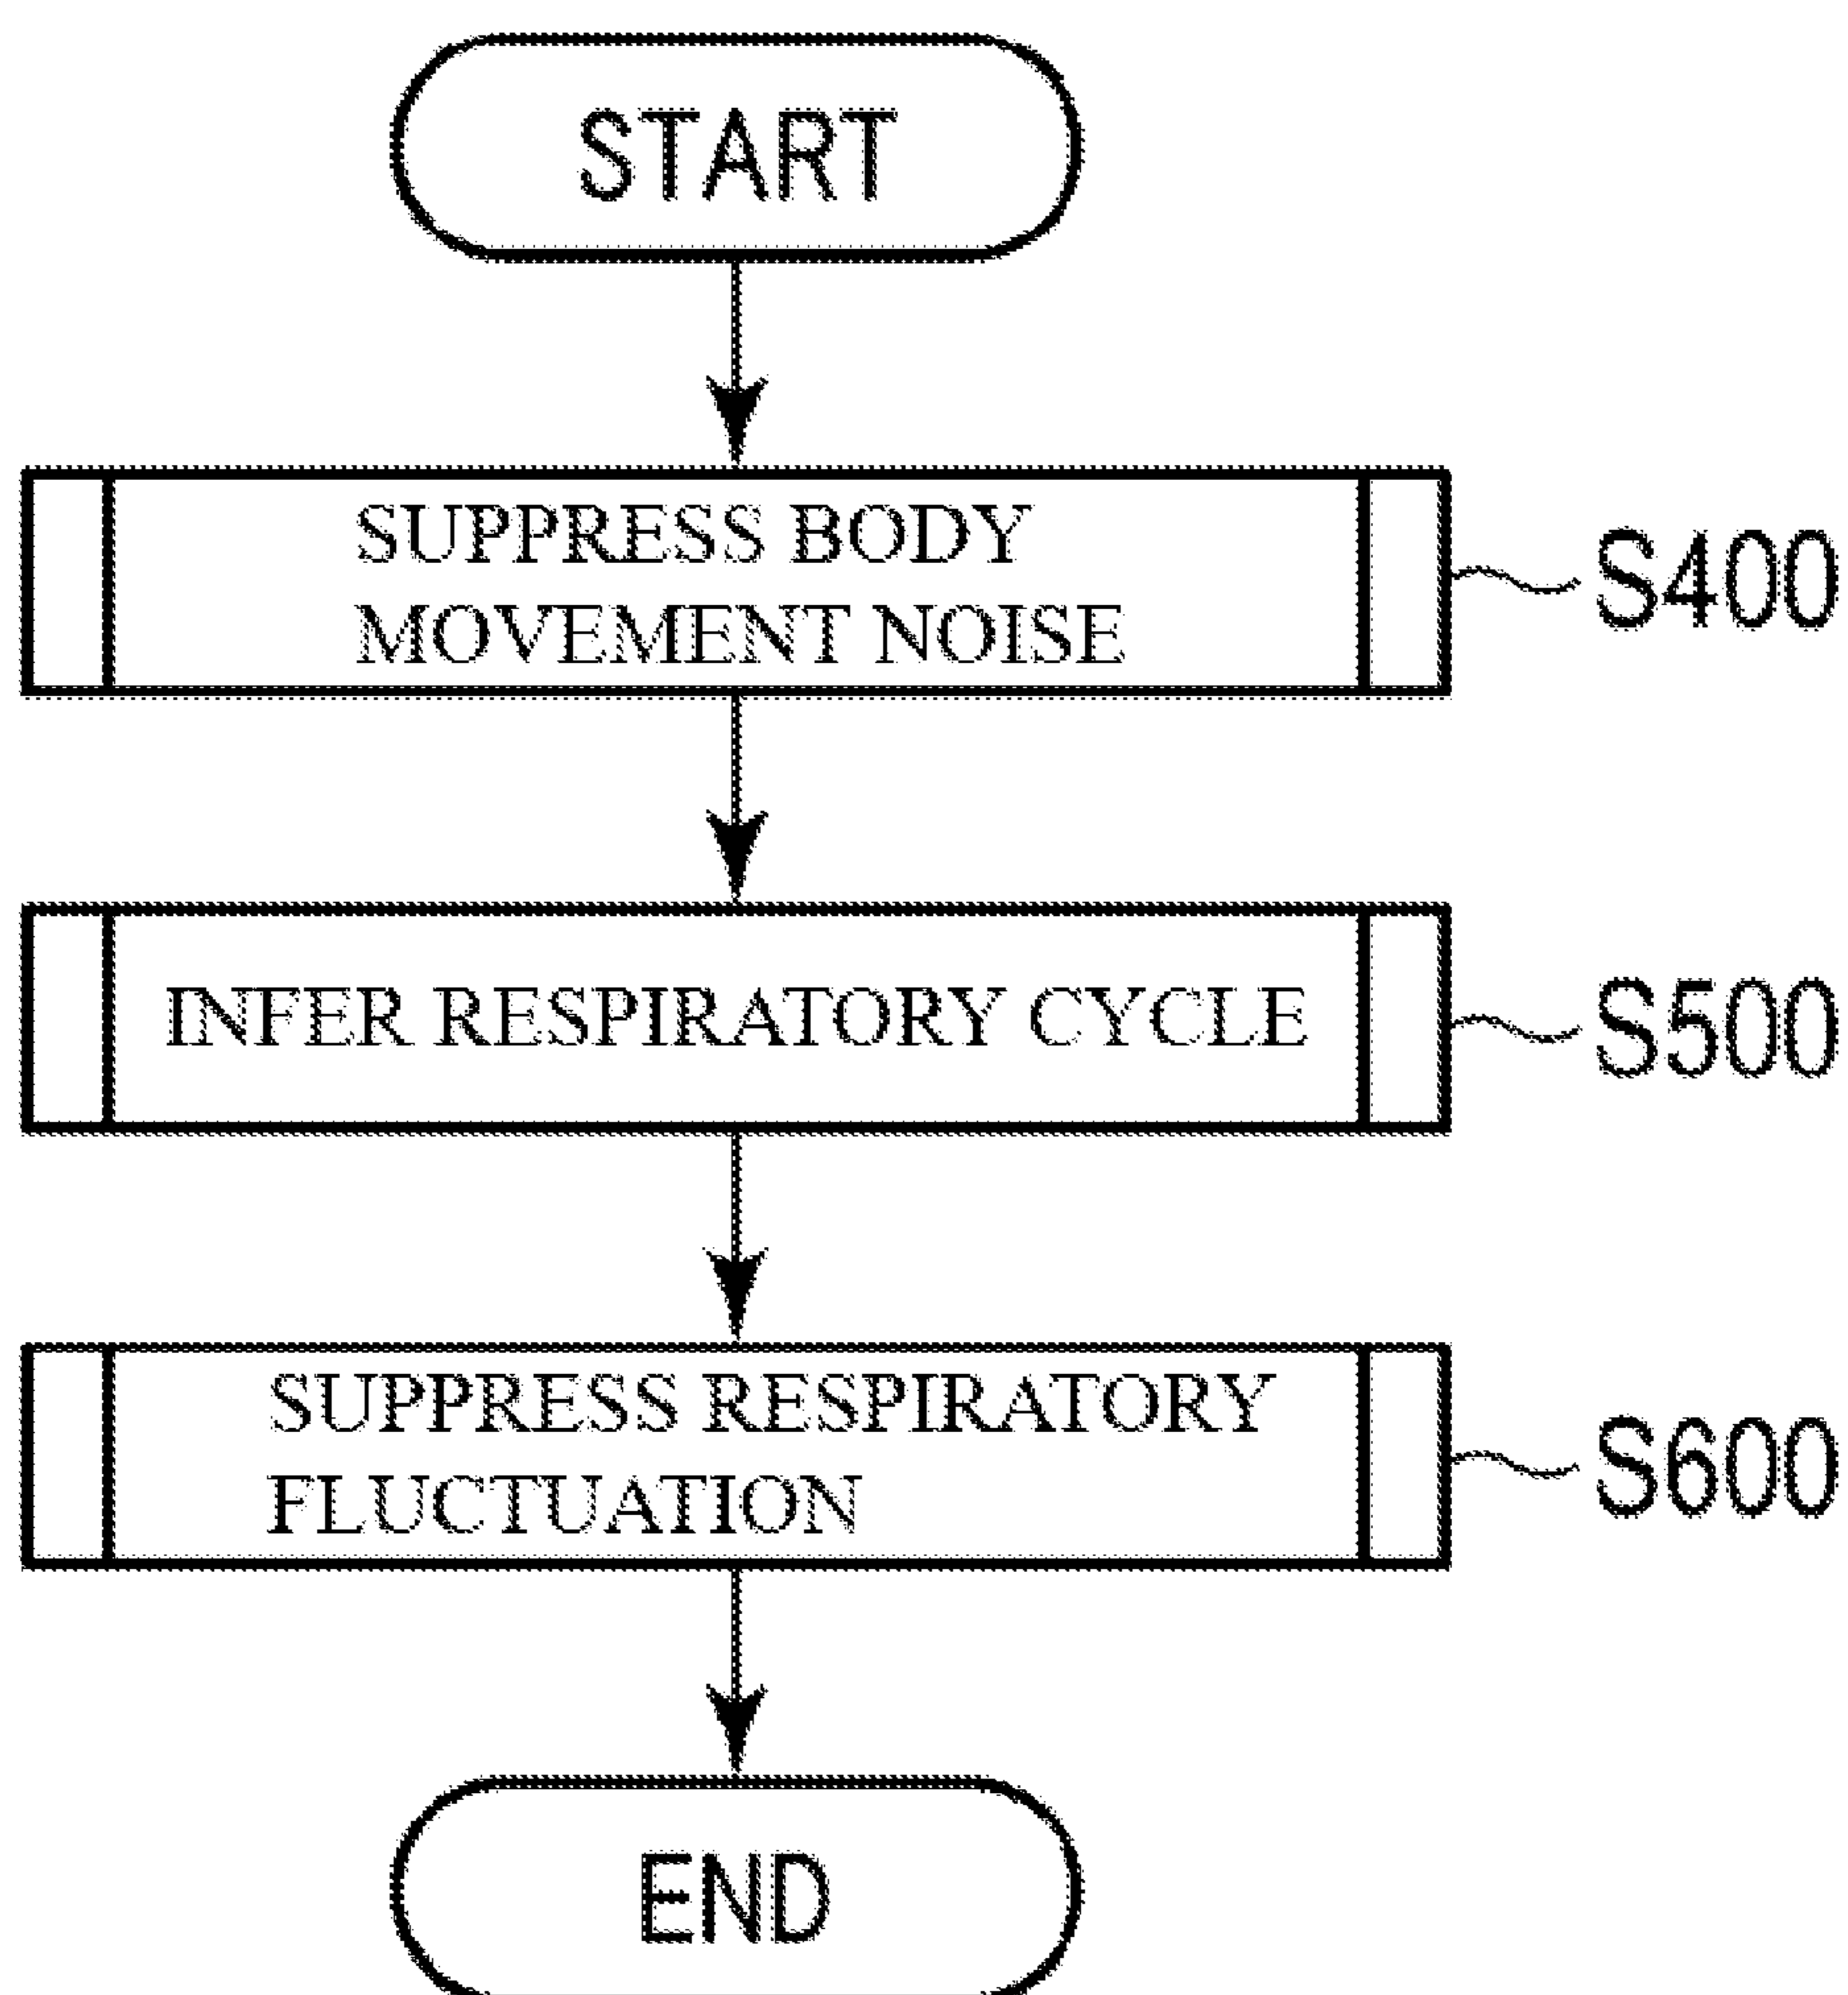 START
SUPPRESS BODY
MOVEMENT NOISE
S400
INFER RESPIRATORY CYCLE
S500
SUPPRESS RESPIRATORY
FLUCTUATION
S600
END